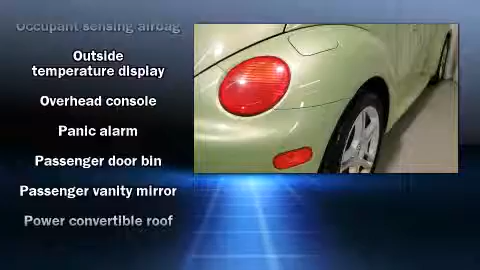 Occupant sensing airbag
Outside
temperature display
Overhead console
Panic alarm
Passenger door bin
Passenger vanity mirror
Power convertible roof